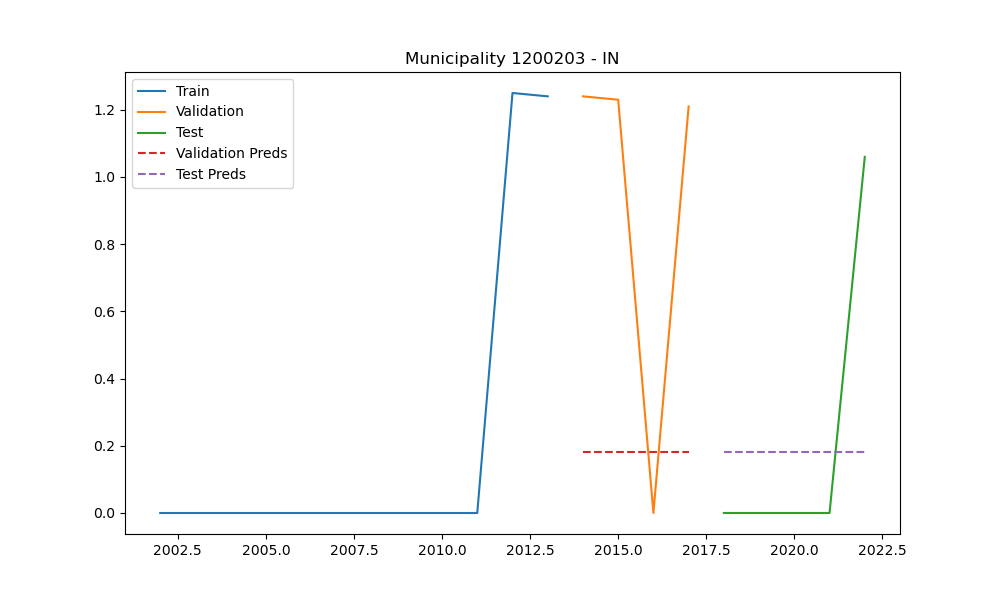 Municipality 1200203 - IN
Train
Validation
Test
Validation Preds
Test Preds
1.2
1.0
0.8
0.6
0.4
0.2
0.0
2002.5 2005.0 2007.5 2010.0 2012.5 2015.0 2017.5 2020.0 2022.5